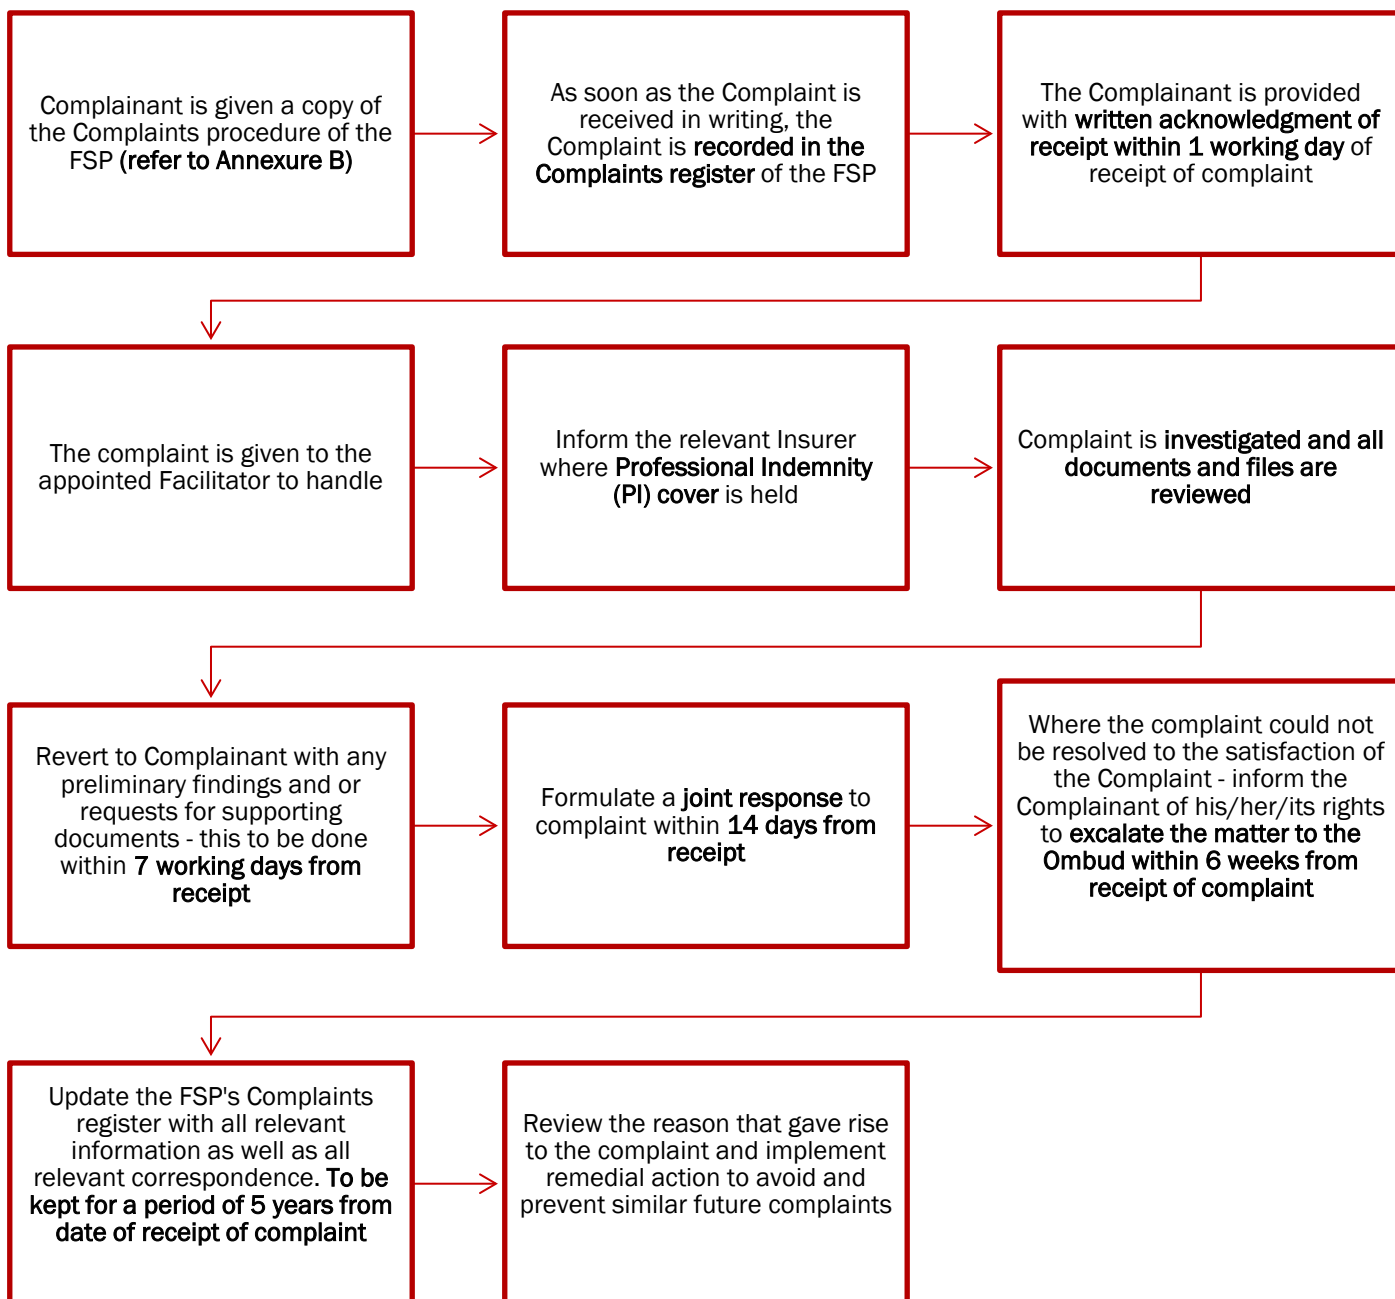 Complainant is given a copy of
the Complaints procedure of the
FSP (refer to Annexure B)
As soon as the Complaint is
received in writing, the
Complaint is recorded in the
Complaints register of the FSP
The Complainant is provided
with written acknowledgment of
receipt within 1 working day of
receipt of complaint
The complaint is given to the
appointed Facilitator to handle
Inform the relevant Insurer
where Professional Indemnity
(PI) cover is held
Complaint is investigated and all
documents and files are
reviewed
Revert to Complainant with any
preliminary findings and or
requests for supporting
documents - this to be done
within 7 working days from
receipt
Formulate a joint response to
complaint within 14 days from
receipt
Where the complaint could not
be resolved to the satisfaction of
the Complaint - inform the
Complainant of his/her/its rights
to excalate the matter to the
Ombud within 6 weeks from
receipt of complaint
Update the FSP's Complaints
register with all relevant
information as well as all
relevant correspondence. To be
kept for a period of 5 years from
date of receipt of complaint
Review the reason that gave rise
to the complaint and implement
remedial action to avoid and
prevent similar future complaints